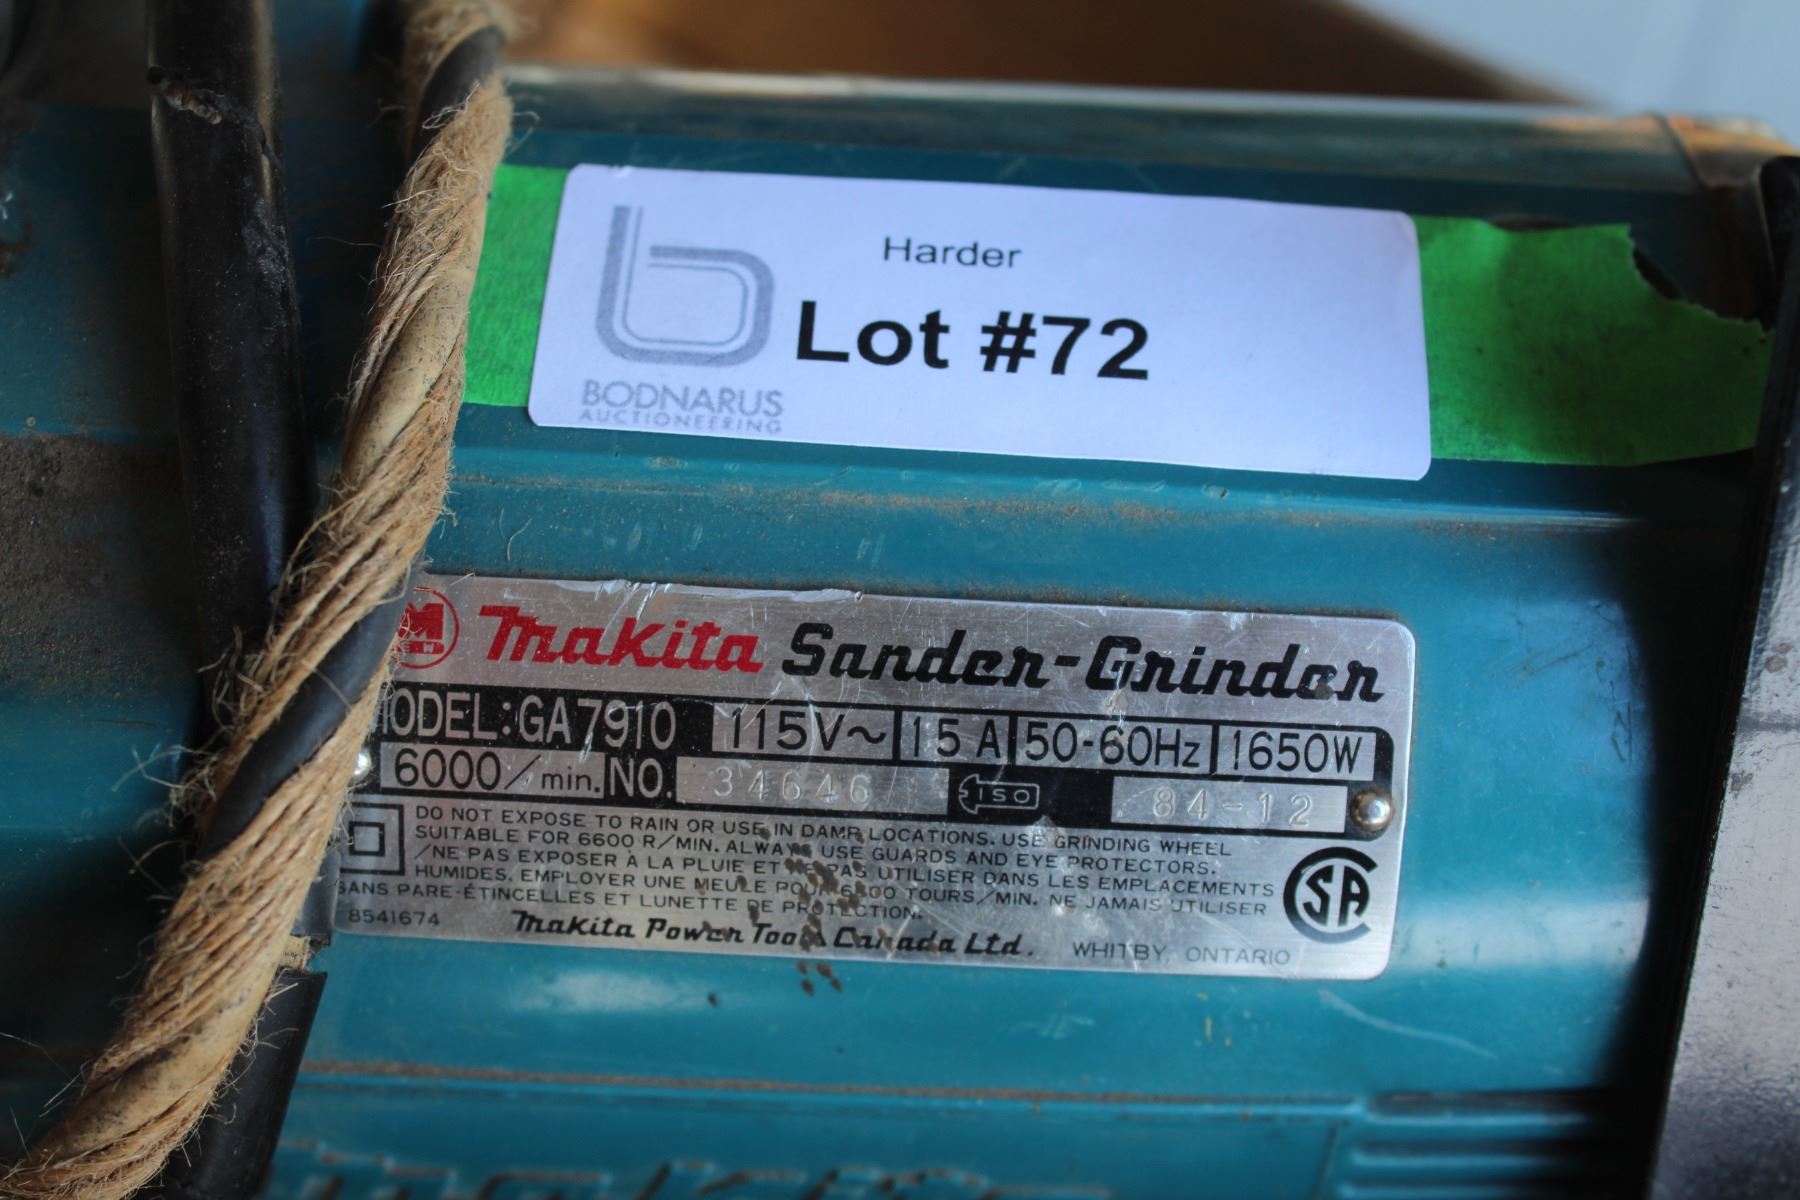 Harder
Lot #72
BODNARUS
AUCTIONEERING
M Makita Sander-Grinder
MODEL: GA7910 115V~ 15A 50-60Hz 1650W
6000/min. NO. 34646 ISO 84-12
DO NOT EXPOSE TO RAIN OR USE IN DAMP LOCATIONS. USE GRINDING WHEEL
SUITABLE FOR 6600 R/MIN. ALWAYS USE GUARDS AND EYE PROTECTORS.
/NE PAS EXPOSER À LA PLUIE ET NE PAS UTILISER DANS LES EMPLACEMENTS
HUMIDES. EMPLOYER UNE MEULE POUR 6600 TOURS/MIN. NE JAMAIS UTILISER
SANS PARE-ÉTINCELLES ET LUNETTE DE PROTECTION.
8541674 Makita Power Tools Canada Ltd. WHITBY, ONTARIO
CSA
makita